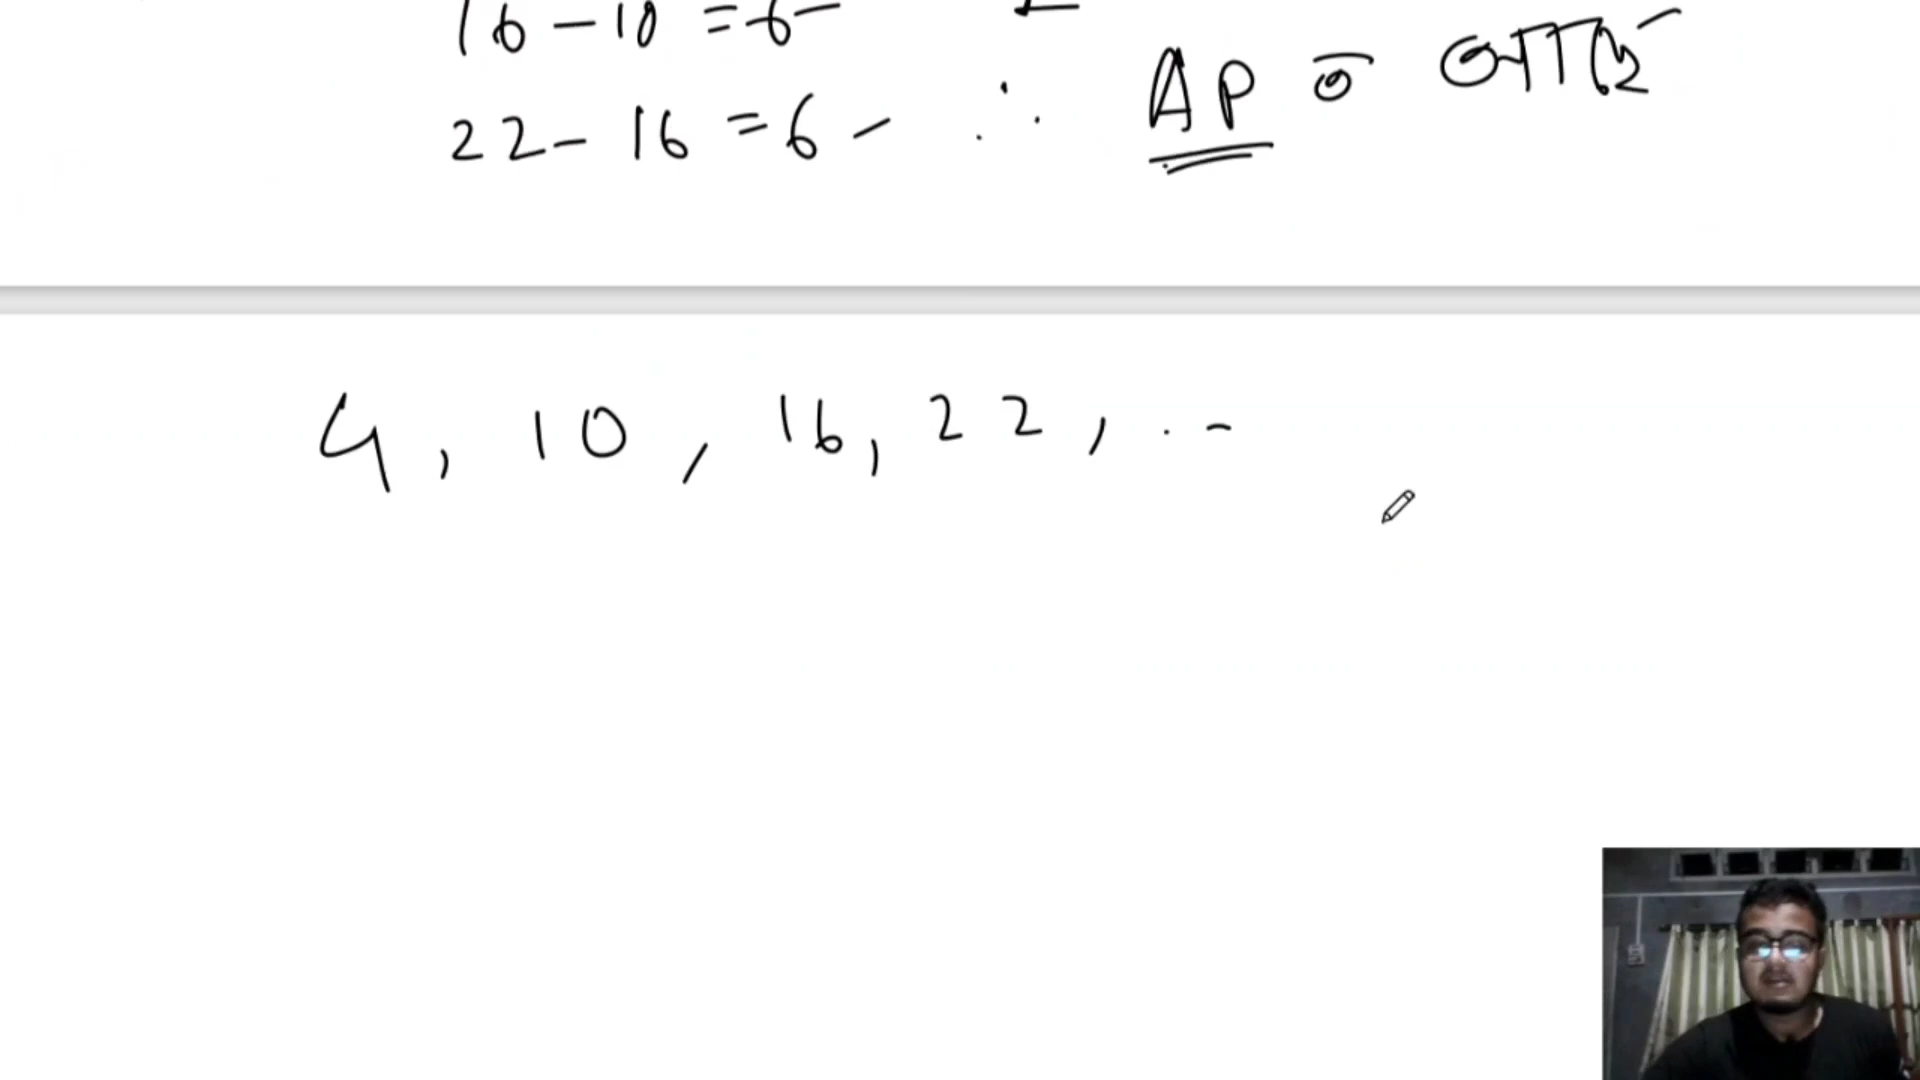 16 - 10 = 6
22 - 16 = 6 ∴ AP ত আছে
4, 10, 16, 22, ...